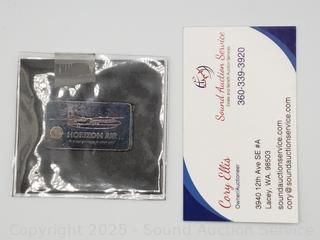 HORIZON AIR
Sound Auction Service
Estate and Benefit Auction Services
360-339-3920
Cory Ellis
Owner/Auctioneer
3940 12th Ave SE #A
Lacey, WA. 98503
soundauctionservice.com
cory@soundauctionservice.com
Copyright 2025 - Sound Auction Service